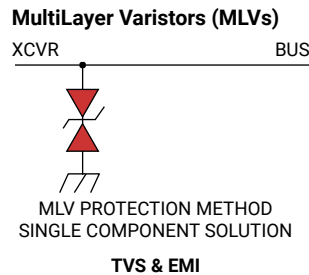 MultiLayer Varistors (MLVs)
XCVR BUS
MLV PROTECTION METHOD
SINGLE COMPONENT SOLUTION
TVS & EMI